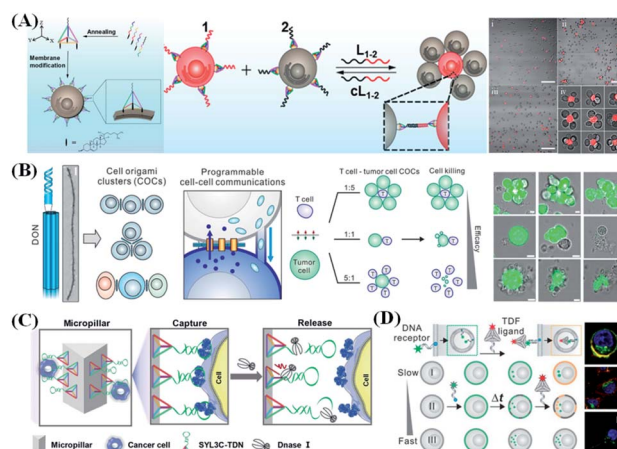 (A)
Annealing
Membrane
modification
1
2
+
L1-2
cL1-2
i
ii
iii
iv
(B)
DON
Cell origami
clusters (COCs)
Programmable
cell-cell communications
T cell
Tumor
cell
T cell - tumor cell COCs
Cell killing
1:5
1:1
5:1
T
T
T
T
T
T
T
T
Efficacy
(C)
Micropillar
Capture
Release
Cell
Cell
Micropillar
Cancer cell
SYL3C-TDN
Dnase I
(D)
DNA
receptor
TDF
ligand
Slow
I
II
Δt
Fast
III